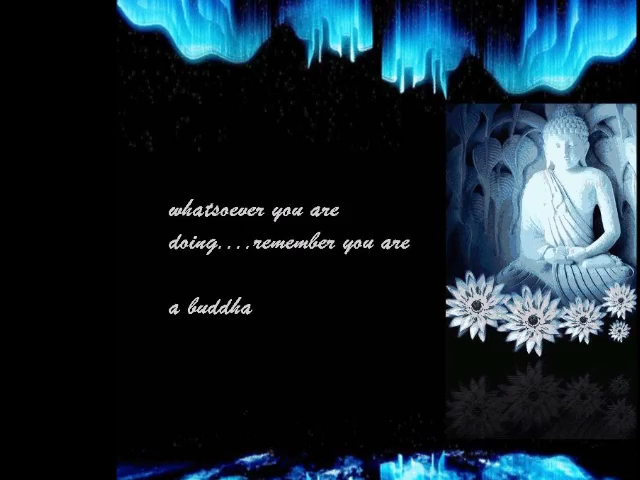 whatsoever you are
doing....remember you are
a buddha